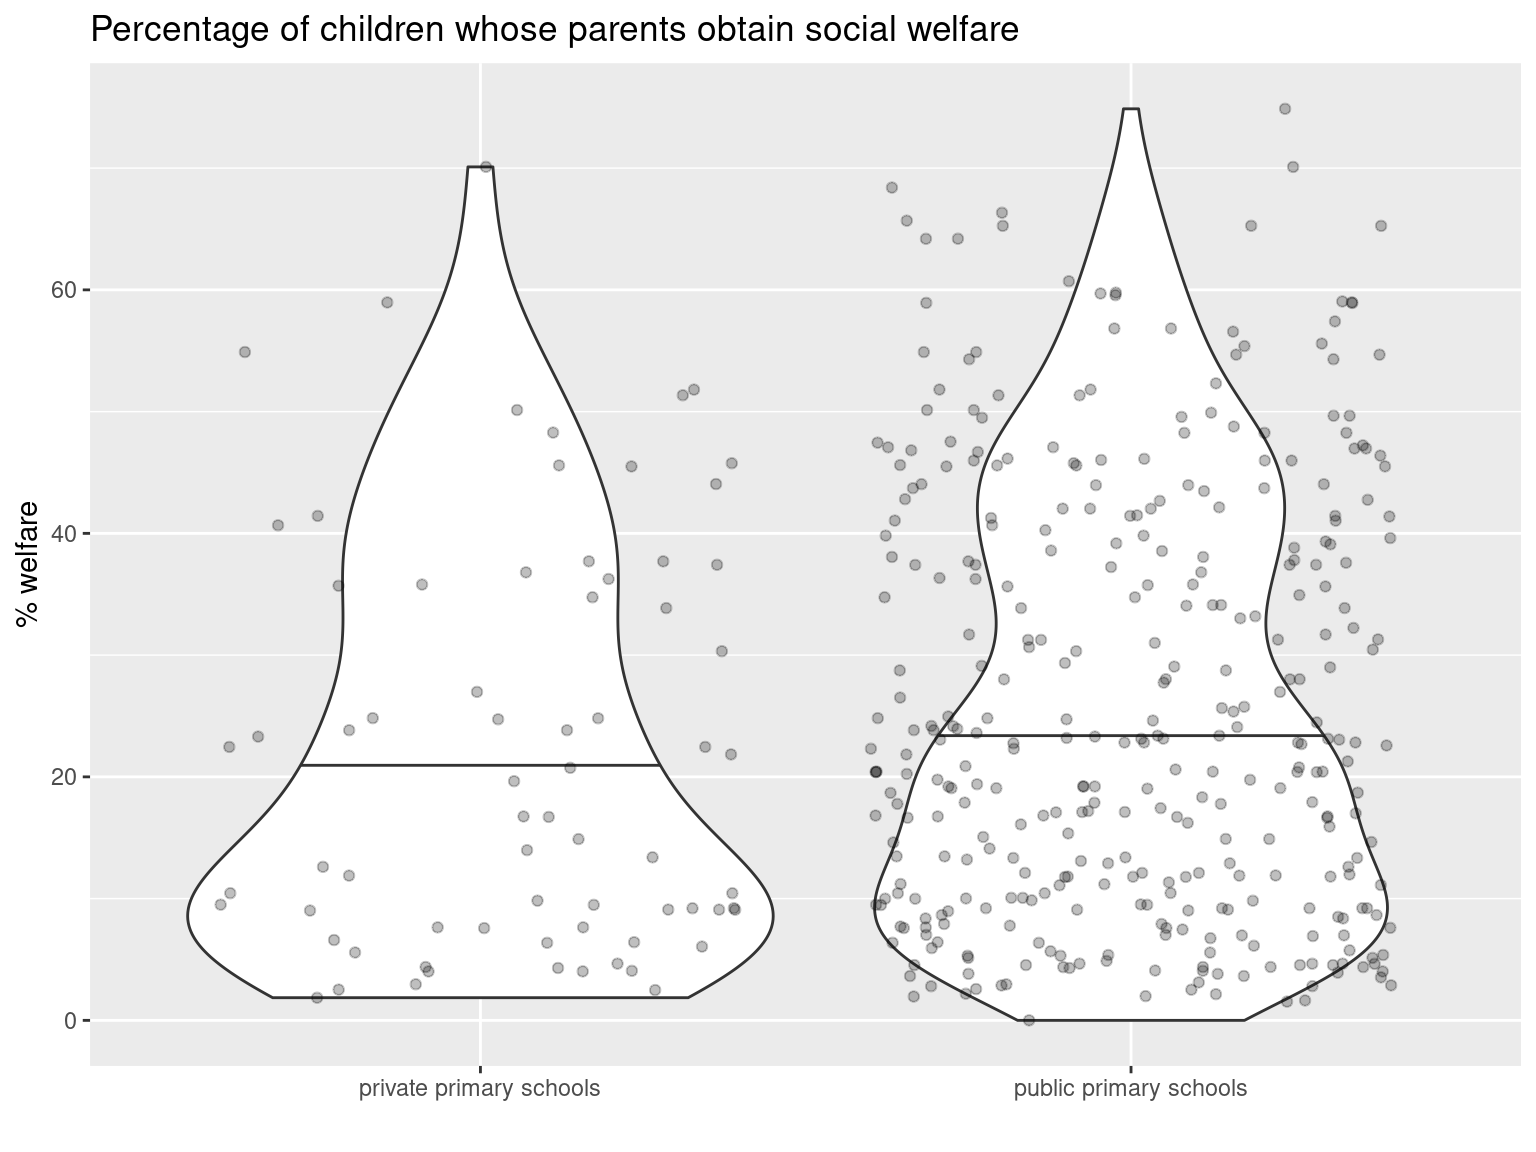 Percentage of children whose parents obtain social welfare
% welfare
60
40
20
0
private primary schools
public primary schools